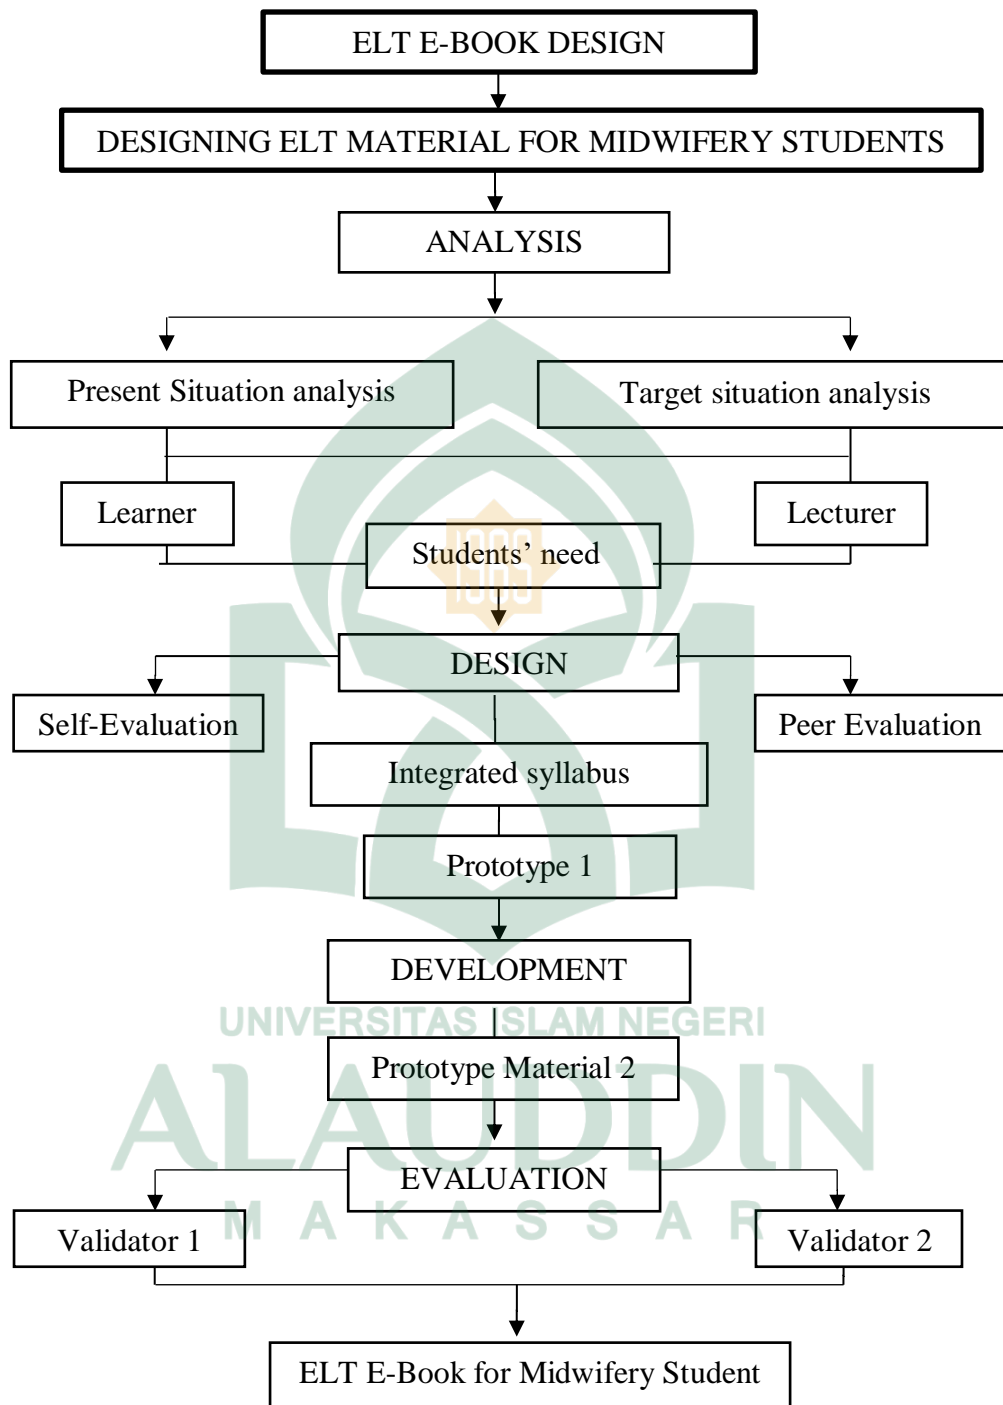 ELT E-BOOK DESIGN
DESIGNING ELT MATERIAL FOR MIDWIFERY STUDENTS
ANALYSIS
Present Situation analysis
Target situation analysis
Learner
Lecturer
Students’ need
1965
DESIGN
Self-Evaluation
Peer Evaluation
Integrated syllabus
Prototype 1
DEVELOPMENT
UNIVERSITAS ISLAM NEGERI
Prototype Material 2
ALAUDDIN
EVALUATION
MAKASSAR
Validator 1
Validator 2
ELT E-Book for Midwifery Student